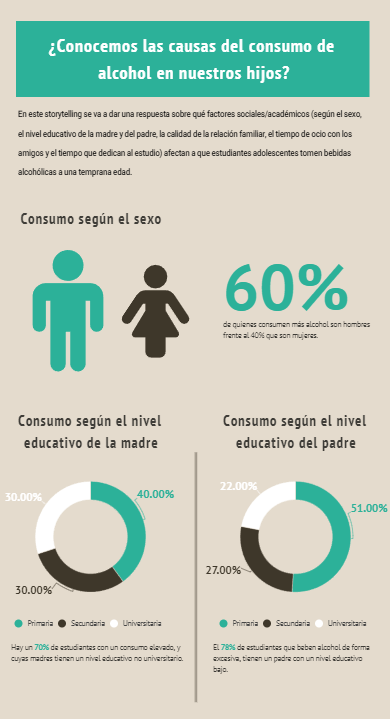 ¿Conocemos las causas del consumo de
alcohol en nuestros hijos?
En este storytelling se va a dar una respuesta sobre qué factores sociales/académicos (según el sexo,
el nivel educativo de la madre y del padre, la calidad de la relación familiar, el tiempo de ocio con los
amigos y el tiempo que dedican al estudio) afectan a que estudiantes adolescentes tomen bebidas
alcohólicas a una temprana edad.
Consumo según el sexo
60%
de quienes consumen más alcohol son hombres
frente al 40% que son mujeres.
Consumo según el nivel
educativo de la madre
30.00%
40.00%
30.00%
Primaria Secundaria Universitaria
Hay un 70% de estudiantes con un consumo elevado, y
cuyas madres tienen un nivel educativo no universitario.
Consumo según el nivel
educativo del padre
22.00%
51.00%
27.00%
Primaria Secundaria Universitaria
El 78% de estudiantes que beben alcohol de forma
excesiva, tienen un padre con un nivel educativo
bajo.